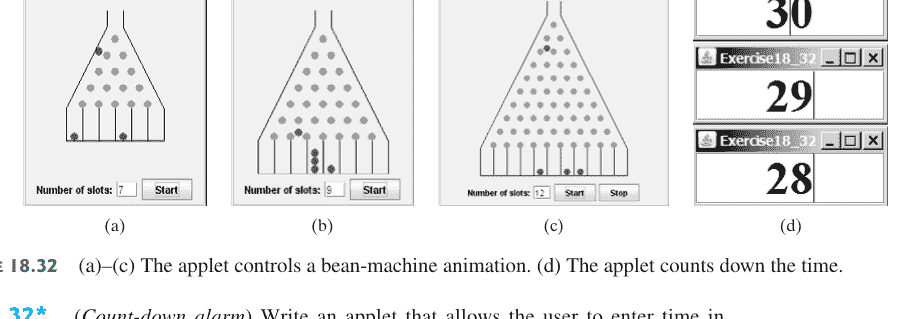 30
Exercise18_32
29
Exercise18_32
28
Number of slots: 7 Start
Number of slots: 9 Start
Number of slots: 12 Start Stop
(a) (b) (c) (d)
E 18.32 (a)–(c) The applet controls a bean-machine animation. (d) The applet counts down the time.
32* (Count-down alarm) Write an applet that allows the user to enter time in